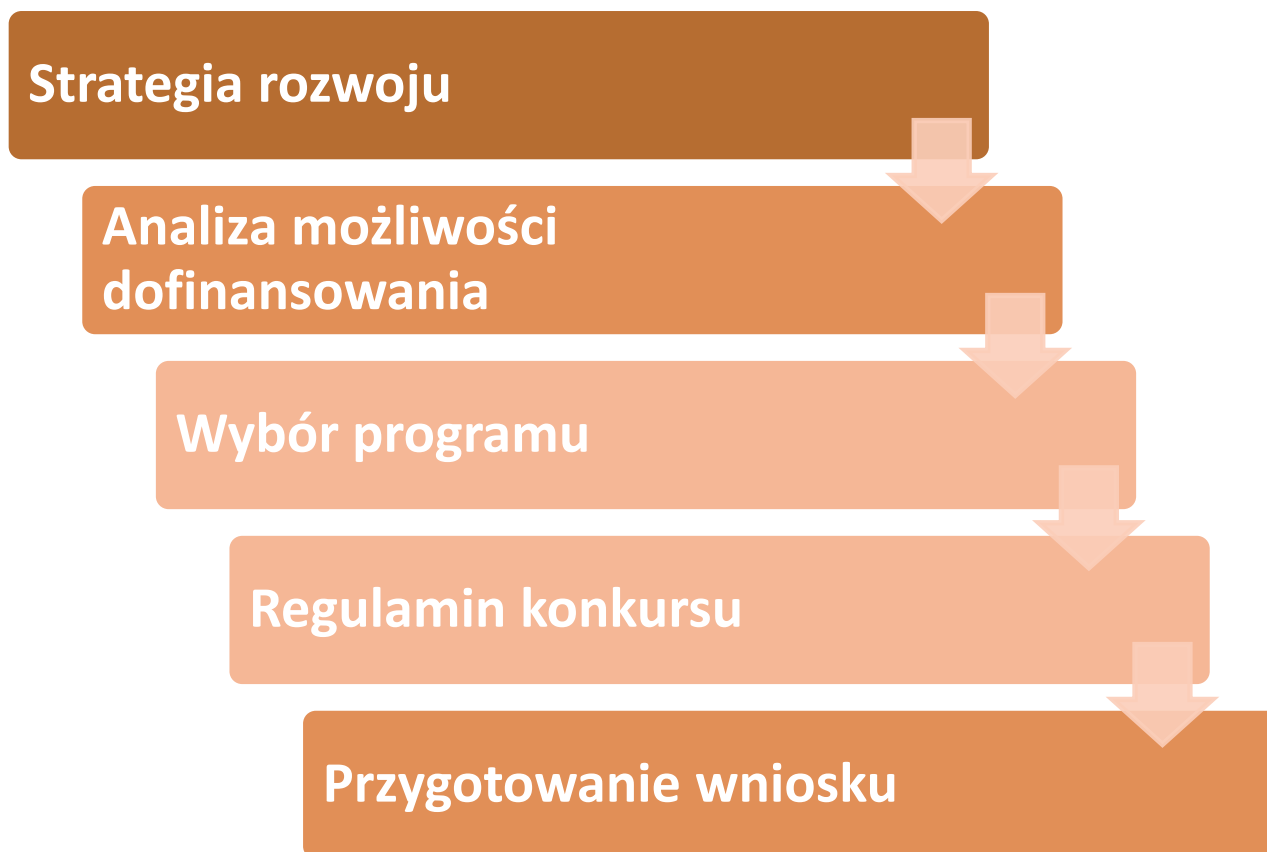 Strategia rozwoju
Analiza możliwości
dofinansowania
Wybór programu
Regulamin konkursu
Przygotowanie wniosku